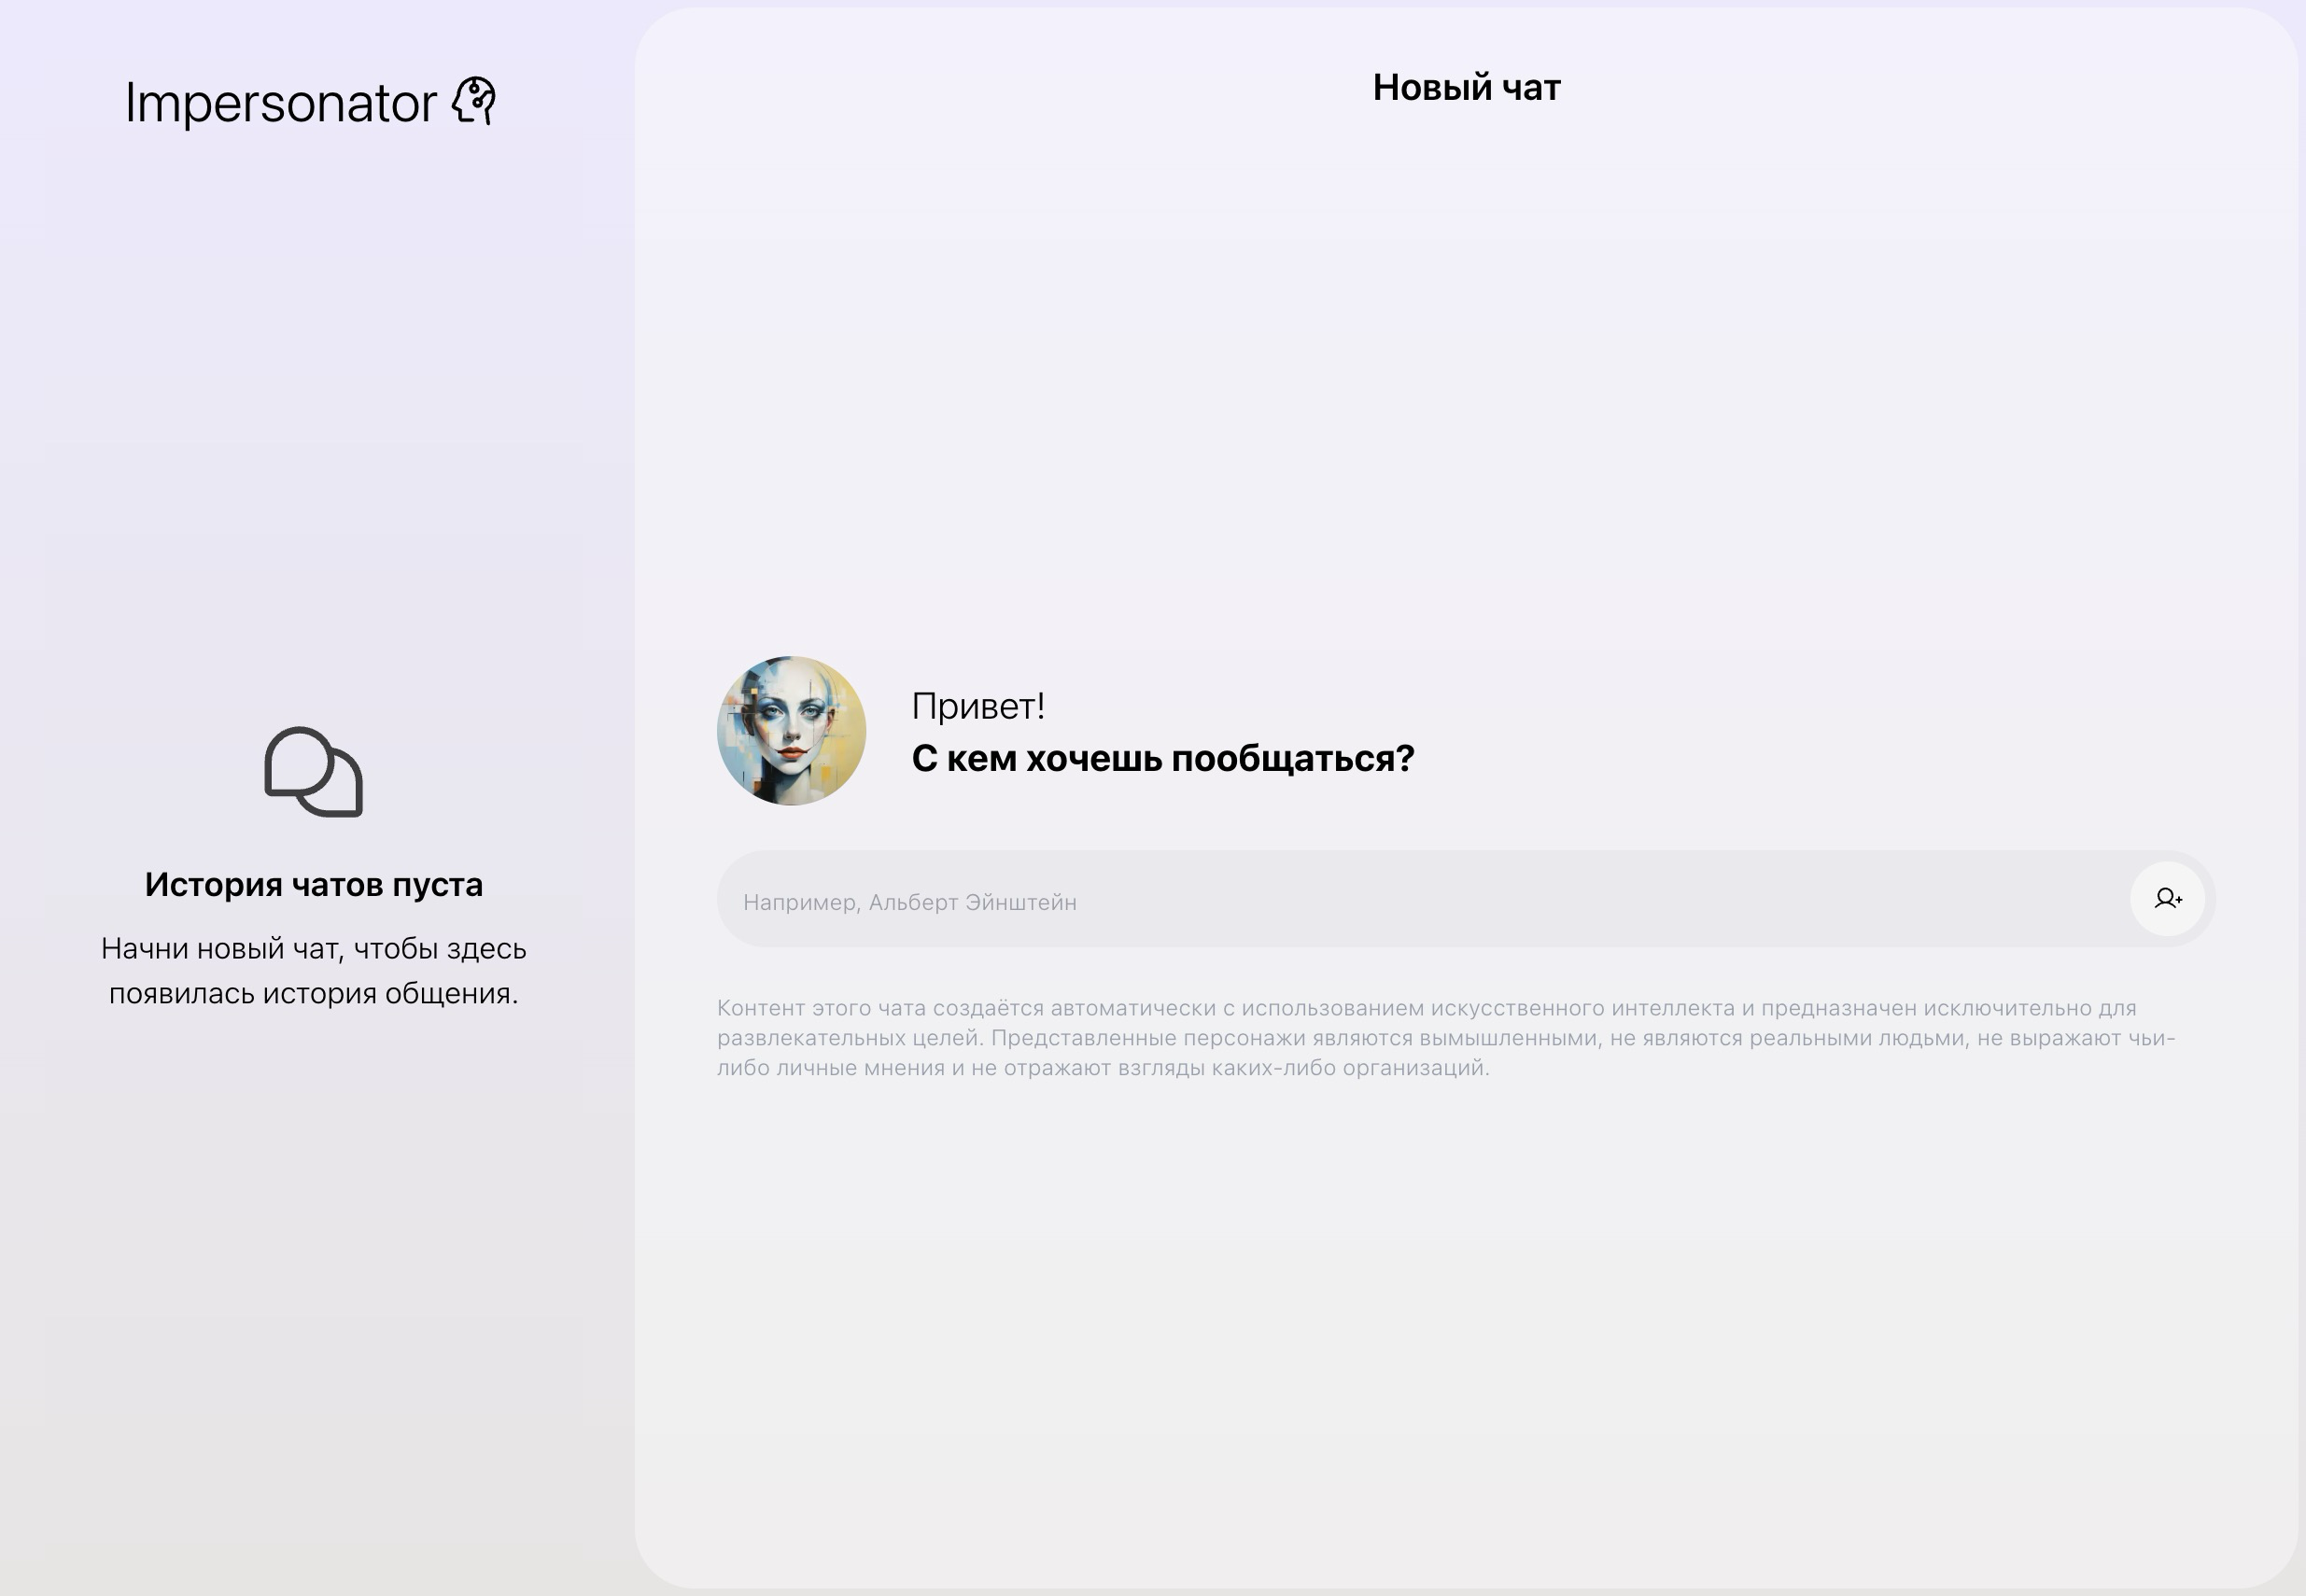 Impersonator
История чатов пуста
Начни новый чат, чтобы здесь
появилась история общения.
Новый чат
Привет!
С кем хочешь пообщаться?
Например, Альберт Эйнштейн
Контент этого чата создаётся автоматически с использованием искусственного интеллекта и предназначен исключительно для
развлекательных целей. Представленные персонажи являются вымышленными, не являются реальными людьми, не выражают чьи-
либо личные мнения и не отражают взгляды каких-либо организаций.